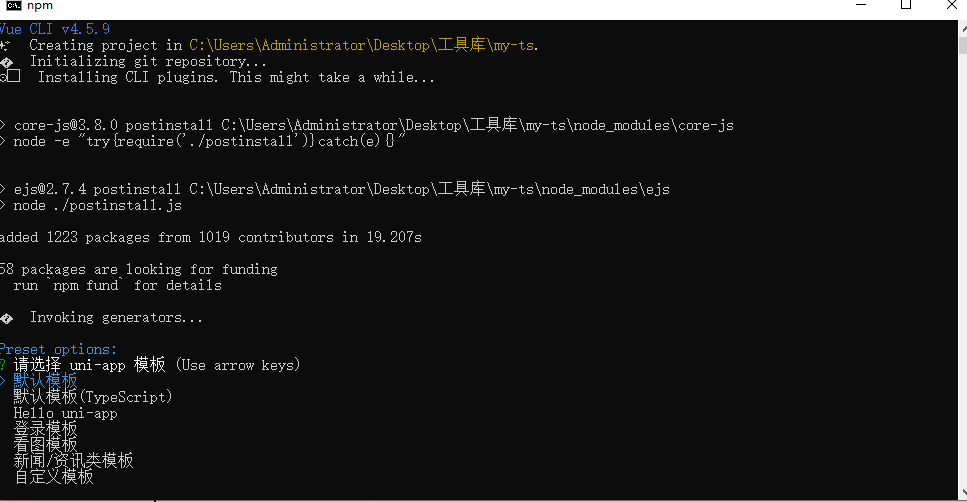 npm
Vue CLI v4.5.9
Creating project in C:\Users\Administrator\Desktop\工具库\my-ts.
Initializing git repository...
Installing CLI plugins. This might take a while...
> core-js@3.8.0 postinstall C:\Users\Administrator\Desktop\工具库\my-ts\node_modules\core-js
> node -e "try{require('./postinstall')}catch(e){}"
> ejs@2.7.4 postinstall C:\Users\Administrator\Desktop\工具库\my-ts\node_modules\ejs
> node ./postinstall.js
added 1223 packages from 1019 contributors in 19.207s
58 packages are looking for funding
run `npm fund` for details
Invoking generators...
Preset options:
? 请选择 uni-app 模板 (Use arrow keys)
> 默认模板
默认模板(TypeScript)
Hello uni-app
登录模板
看图模板
新闻/资讯类模板
自定义模板